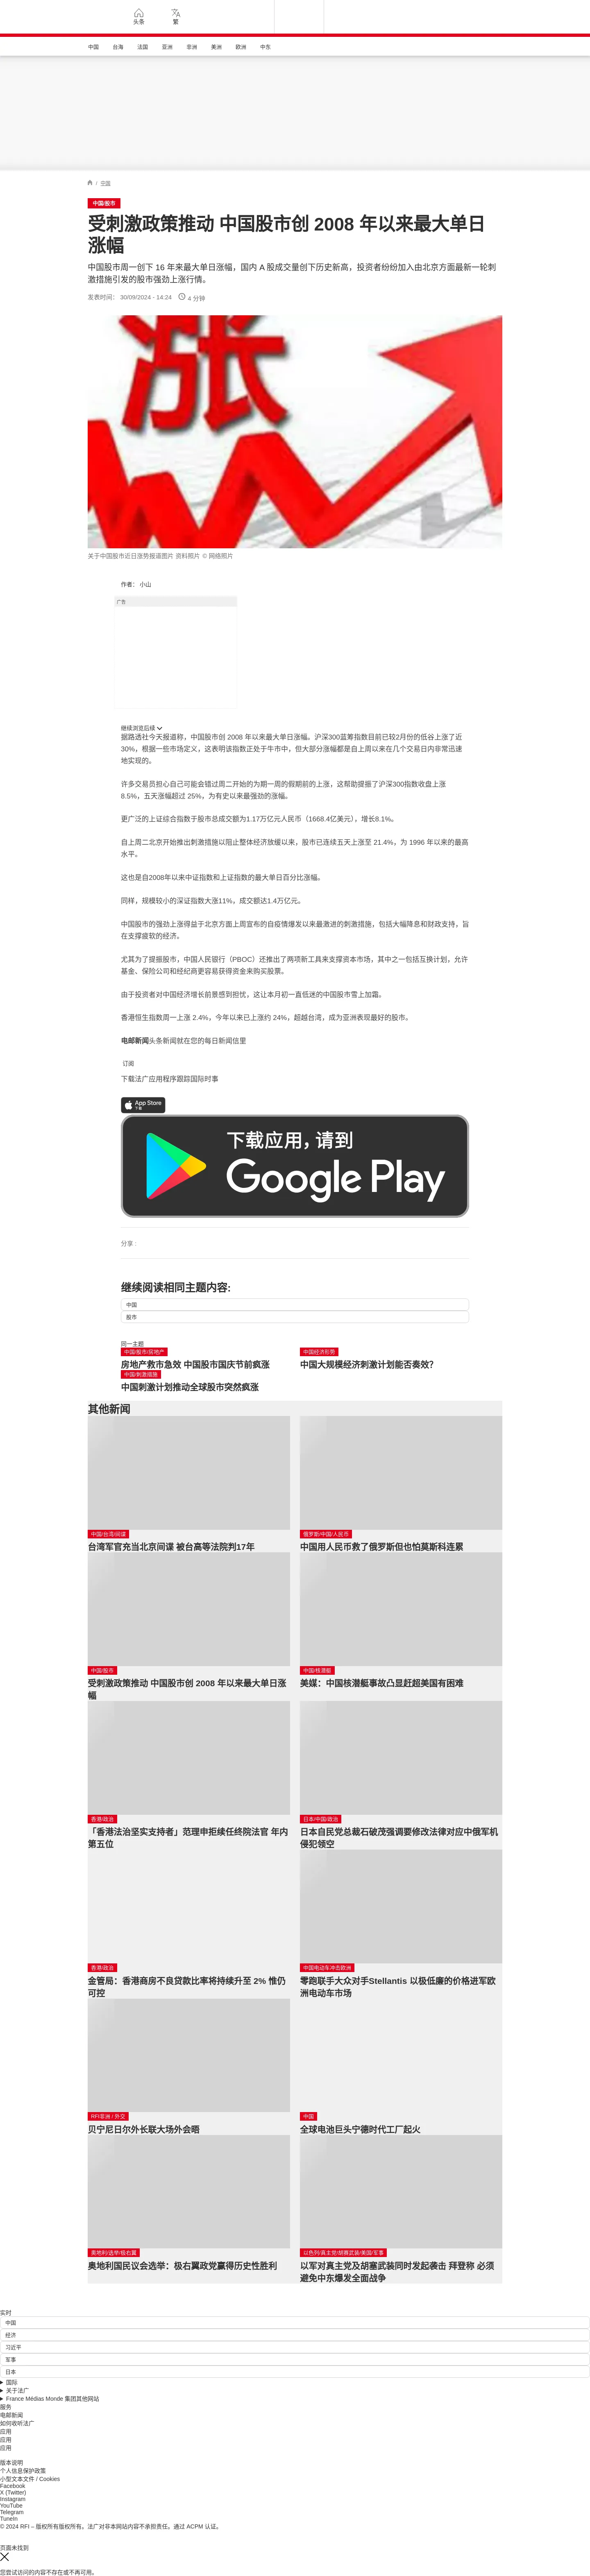 头条
繁
中国
台海
法国
亚洲
非洲
美洲
欧洲
中东
/ 中国
中国/股市
受刺激政策推动 中国股市创 2008 年以来最大单日
涨幅
中国股市周一创下 16 年来最大单日涨幅，国内 A 股成交量创下历史新高，投资者纷纷加入由北京方面最新一轮刺
激措施引发的股市强劲上涨行情。
发表时间： 30/09/2024 - 14:24 4 分钟
涨
关于中国股市近日涨势报道图片 资料照片 © 网络照片
作者： 小山
广告
继续浏览后续
据路透社今天报道称，中国股市创 2008 年以来最大单日涨幅。沪深300蓝筹指数目前已较2月份的低谷上涨了近
30%，根据一些市场定义，这表明该指数正处于牛市中，但大部分涨幅都是自上周以来在几个交易日内非常迅速
地实现的。
许多交易员担心自己可能会错过周二开始的为期一周的假期前的上涨，这帮助提振了沪深300指数收盘上涨
8.5%，五天涨幅超过 25%，为有史以来最强劲的涨幅。
更广泛的上证综合指数于股市总成交额为1.17万亿元人民币（1668.4亿美元），增长8.1%。
自上周二北京开始推出刺激措施以阻止整体经济放缓以来，股市已连续五天上涨至 21.4%，为 1996 年以来的最高
水平。
这也是自2008年以来中证指数和上证指数的最大单日百分比涨幅。
同样，规模较小的深证指数大涨11%，成交额达1.4万亿元。
中国股市的强劲上涨得益于北京方面上周宣布的自疫情爆发以来最激进的刺激措施，包括大幅降息和财政支持，旨
在支撑疲软的经济。
尤其为了提振股市，中国人民银行（PBOC）还推出了两项新工具来支撑资本市场，其中之一包括互换计划，允许
基金、保险公司和经纪商更容易获得资金来购买股票。
由于投资者对中国经济增长前景感到担忧，这让本月初一直低迷的中国股市雪上加霜。
香港恒生指数周一上涨 2.4%，今年以来已上涨约 24%，超越台湾，成为亚洲表现最好的股市。
电邮新闻头条新闻就在您的每日新闻信里
订阅
下载法广应用程序跟踪国际时事
App Store
下载
下载应用，请到
Google Play
分享 :
继续阅读相同主题内容:
中国
股市
同一主题
中国/股市/房地产
房地产救市急效 中国股市国庆节前疯涨
中国经济形势
中国大规模经济刺激计划能否奏效?
中国/刺激措施
中国刺激计划推动全球股市突然疯涨
其他新闻
中国/台湾/间谍
台湾军官充当北京间谍 被台高等法院判17年
俄罗斯/中国/人民币
中国用人民币救了俄罗斯但也怕莫斯科连累
中国/股市
受刺激政策推动 中国股市创 2008 年以来最大单日涨
幅
中国/核潜艇
美媒：中国核潜艇事故凸显赶超美国有困难
香港/政治
「香港法治坚实支持者」范理申拒续任终院法官 年内
第五位
日本/中国/政治
日本自民党总裁石破茂强调要修改法律对应中俄军机
侵犯领空
香港/政治
金管局：香港商房不良贷款比率将持续升至 2% 惟仍
可控
中国电动车冲击欧洲
零跑联手大众对手Stellantis 以极低廉的价格进军欧
洲电动车市场
RFI非洲 / 外交
贝宁尼日尔外长联大场外会晤
中国
全球电池巨头宁德时代工厂起火
奥地利/选举/极右翼
奥地利国民议会选举：极右翼政党赢得历史性胜利
以色列/真主党/胡赛武装/美国/军事
以军对真主党及胡塞武装同时发起袭击 拜登称 必须
避免中东爆发全面战争
实时
中国
经济
习近平
军事
日本
国际
关于法广
France Médias Monde 集团其他网站
服务
电邮新闻
如何收听法广
应用
应用
应用
版本说明
个人信息保护政策
小型文本文件 / Cookies
Facebook
X (Twitter)
Instagram
YouTube
Telegram
TuneIn
© 2024 RFI – 版权所有版权所有。法广对非本网站内容不承担责任。通过 ACPM 认证。
页面未找到
您尝试访问的内容不存在或不再可用。